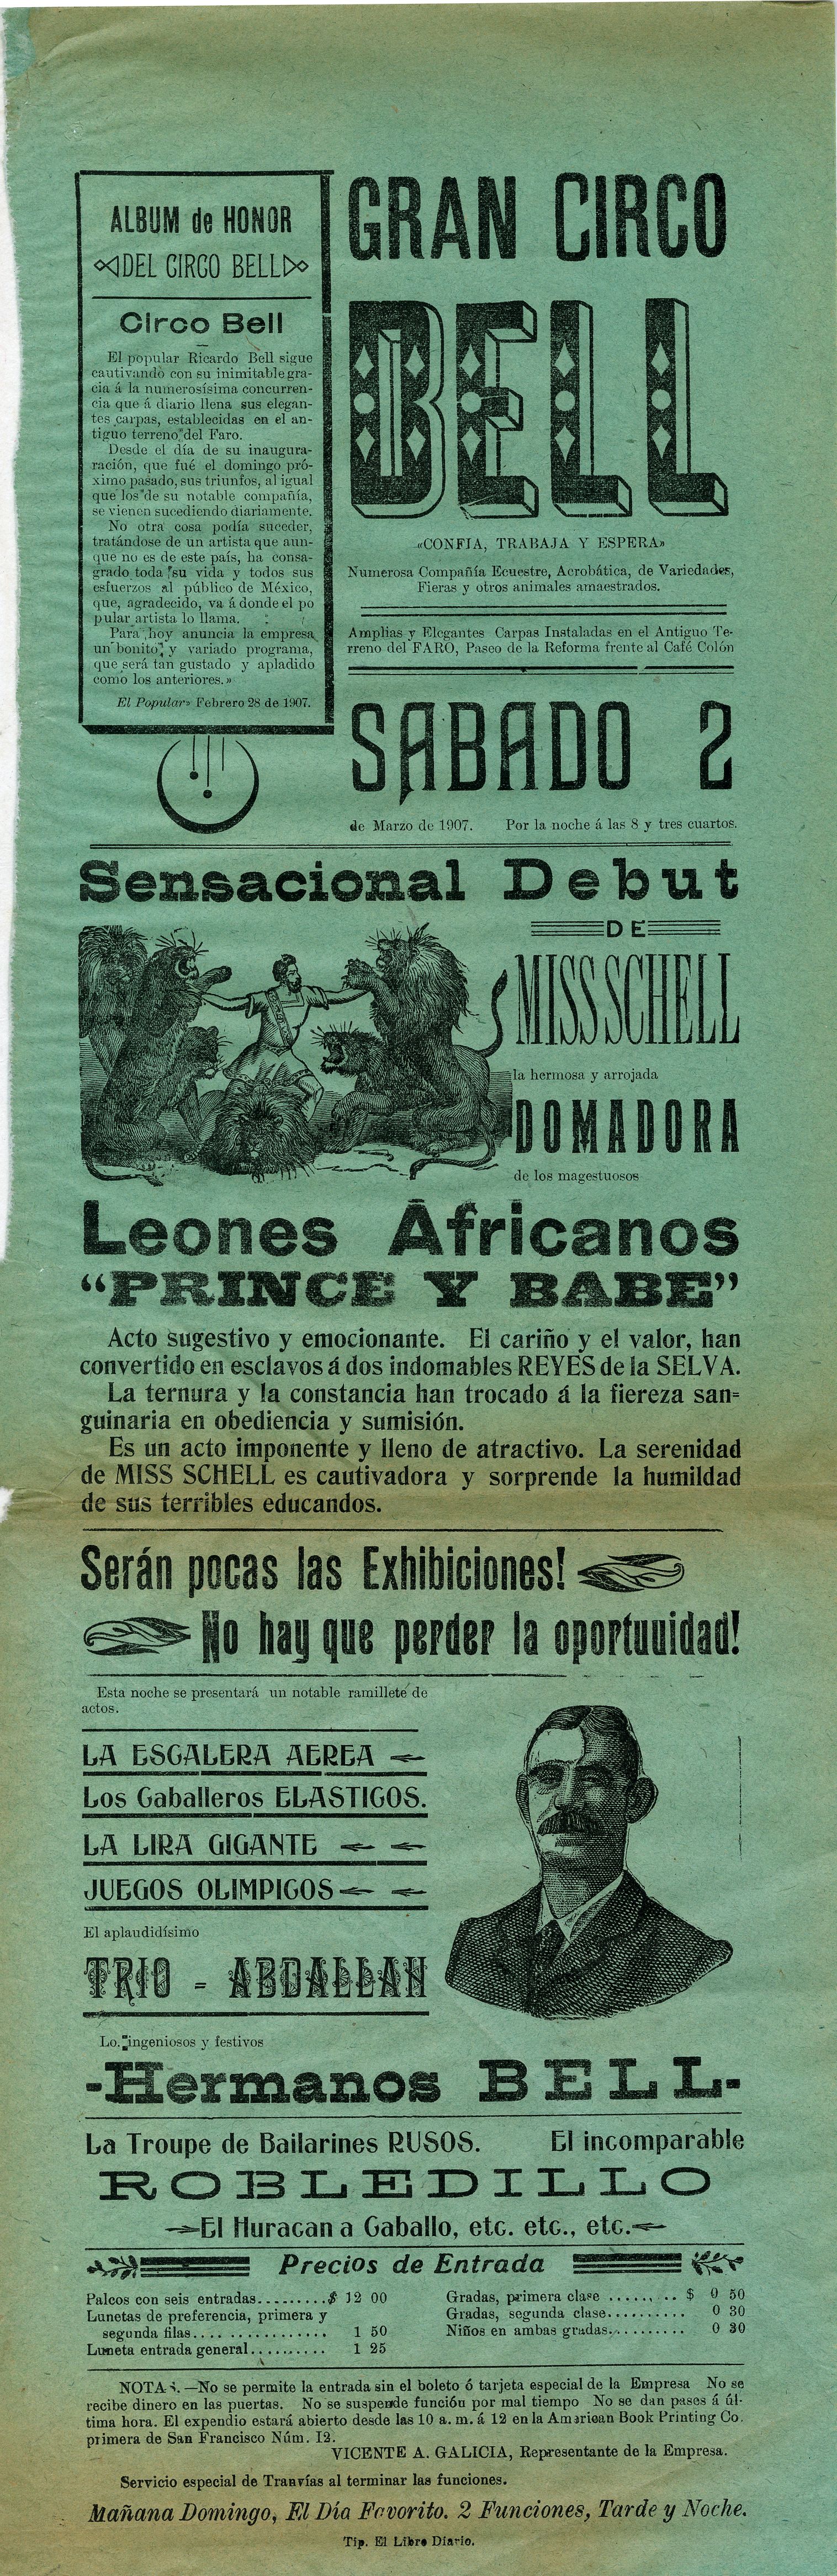 ALBUM de HONOR
DEL CIRCO BELL
Circo Bell
El popular Ricardo Bell sigue
cautivando con su inimitable gra-
cia á la numerosísima concurren-
cia que á diario llena sus elegan-
tes carpas, establecidas en el an-
tiguo terreno del Faro.
Desde el día de su inaugura-
ración, que fué el domingo pró-
ximo pasado, sus triunfos, al igual
que los de su notable compañía,
se vienen sucediendo diariamente.
No otra cosa podía suceder,
tratándose de un artista que aun-
que no es de este país, ha consa-
grado toda su vida y todos sus
esfuerzos al público de México,
que, agradecido, va á donde el po
pular artista lo llama.
Para hoy anuncia la empresa
un bonito y variado programa,
que será tan gustado y apladido
como los anteriores.»
El Popular» Febrero 28 de 1907.
GRAN CIRCO
BELL
«CONFIA, TRABAJA Y ESPERA»
Numerosa Compañía Ecuestre, Acrobática, de Variedades,
Fieras y otros animales amaestrados.
Amplias y Elegantes Carpas Instaladas en el Antiguo Te-
rreno del FARO, Paseo de la Reforma frente al Café Colón
SABADO 2
de Marzo de 1907. Por la noche á las 8 y tres cuartos.
Sensacional Debut
DE
MISS SCHELL
la hermosa y arrojada
DOMADORA
de los magestuosos
Leones Africanos
“PRINCE Y BABE”
Acto sugestivo y emocionante. El cariño y el valor, han
convertido en esclavos á dos indomables REYES de la SELVA.
La ternura y la constancia han trocado á la fiereza san=
guinaria en obediencia y sumisión.
Es un acto imponente y lleno de atractivo. La serenidad
de MISS SCHELL es cautivadora y sorprende la humildad
de sus terribles educandos.
Serán pocas las Exhibiciones!
No hay que perder la oportuuidad!
Esta noche se presentará un notable ramillete de
actos.
LA ESCALERA AEREA
Los Caballeros ELASTICOS.
LA LIRA GIGANTE
JUEGOS OLIMPICOS
El aplaudidísimo
TRIO = ABDALLAH
Lo. ingeniosos y festivos
-Hermanos BELL-
La Troupe de Bailarines RUSOS. El incomparable
ROBLEDILLO
El Huracan a Caballo, etc. etc., etc.
Precios de Entrada
Palcos con seis entradas.........$ 12 00
Lunetas de preferencia, primera y
segunda filas.................. 1 50
Luneta entrada general.......... 1 25
Gradas, primera clase ......... $ 0 50
Gradas, segunda clase.......... 0 30
Niños en ambas gradas.......... 0 30
NOTAS.—No se permite la entrada sin el boleto ó tarjeta especial de la Empresa No se
recibe dinero en las puertas. No se suspende función por mal tiempo No se dan pases á úl-
tima hora. El expendio estará abierto desde las 10 a. m. á 12 en la American Book Printing Co.
primera de San Francisco Núm. 12.
VICENTE A. GALICIA, Representante de la Empresa.
Servicio especial de Tranvías al terminar las funciones.
Mañana Domingo, El Día Favorito. 2 Funciones, Tarde y Noche.
Tip. El Libre Diario.